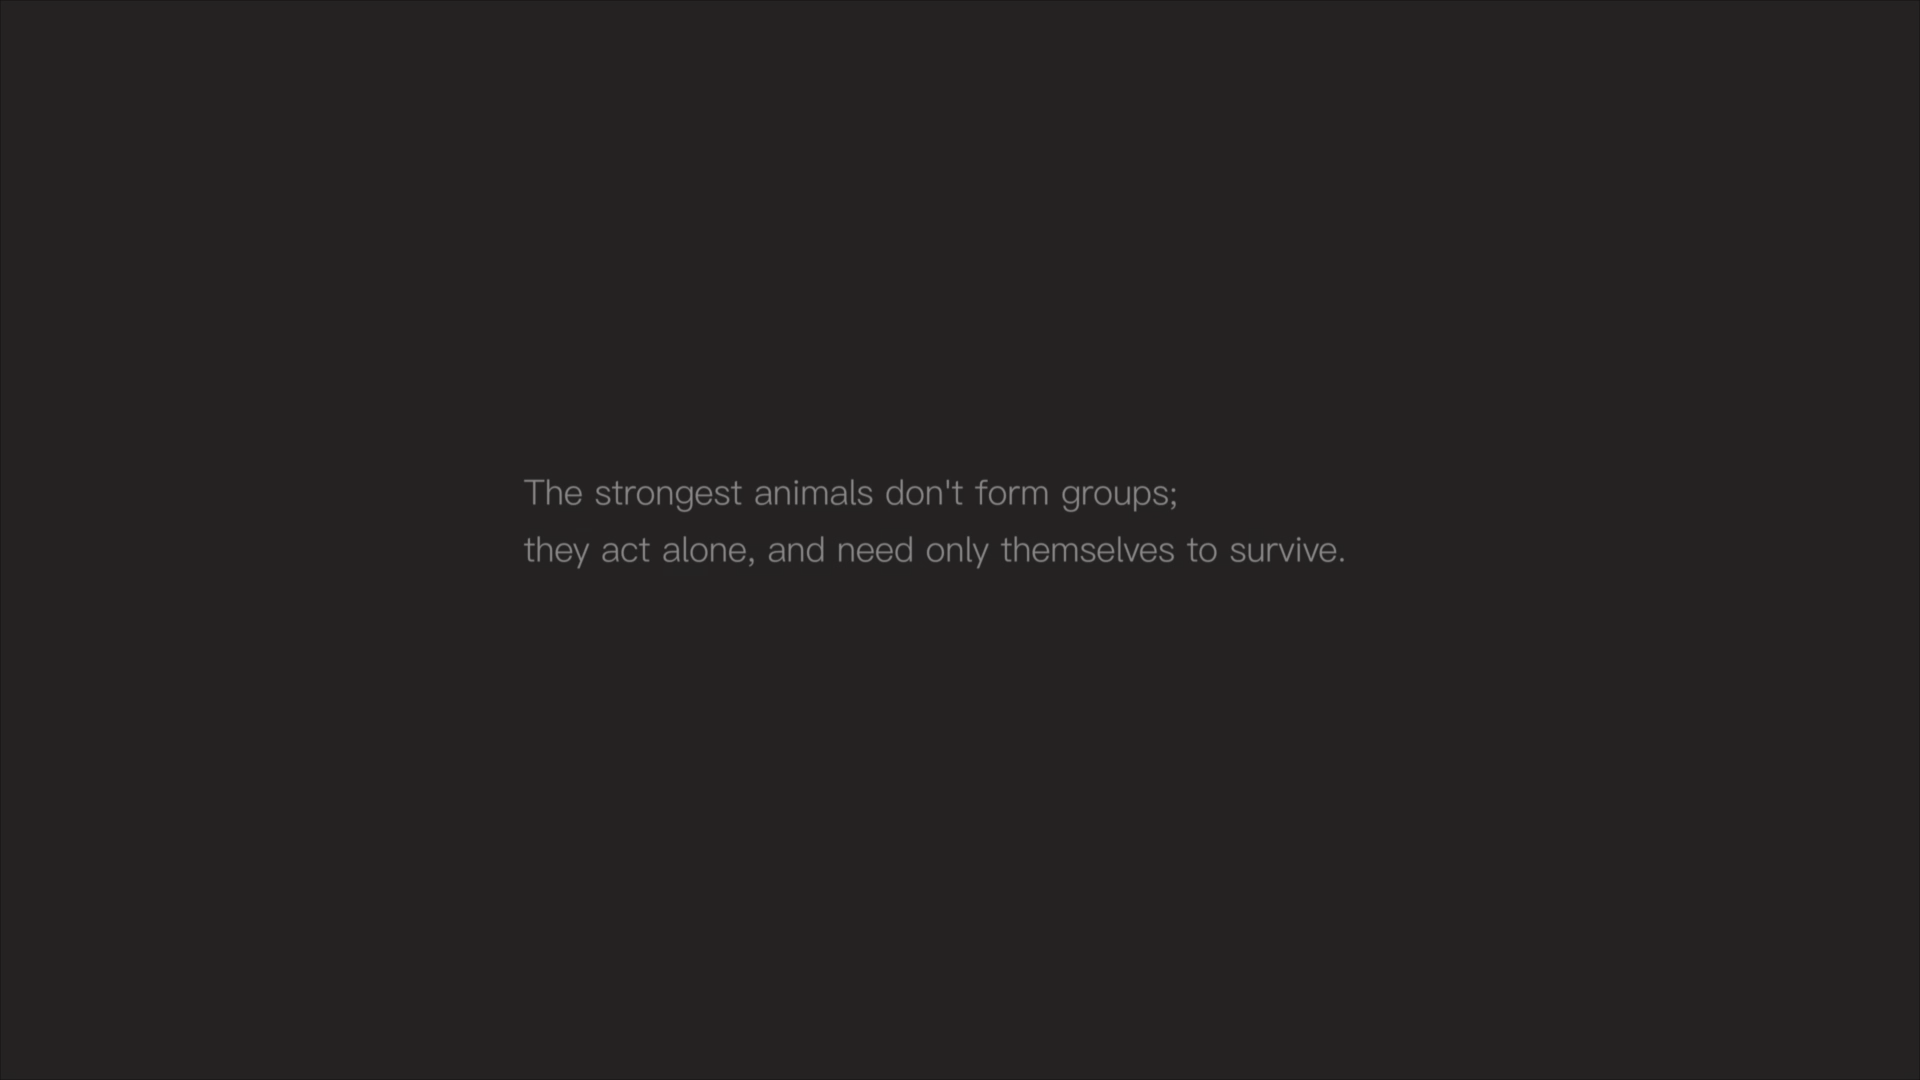 The strongest animals don't form groups;
they act alone, and need only themselves to survive.